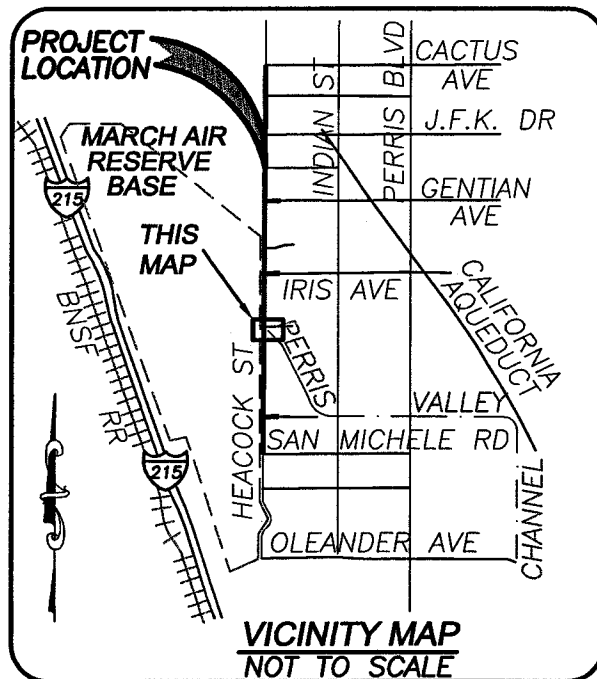 PROJECT
LOCATION
INDIAN ST
PERRIS BLVD
CACTUS
AVE
J.F.K. DR
MARCH AIR
RESERVE
BASE
215
GENTIAN
AVE
THIS
MAP
IRIS AVE
CALIFORNIA
AQUEDUCT
BNSF
RR
HEACOCK ST
PERRIS
VALLEY
CHANNEL
SAN MICHELE RD
215
OLEANDER AVE
VICINITY MAP
NOT TO SCALE